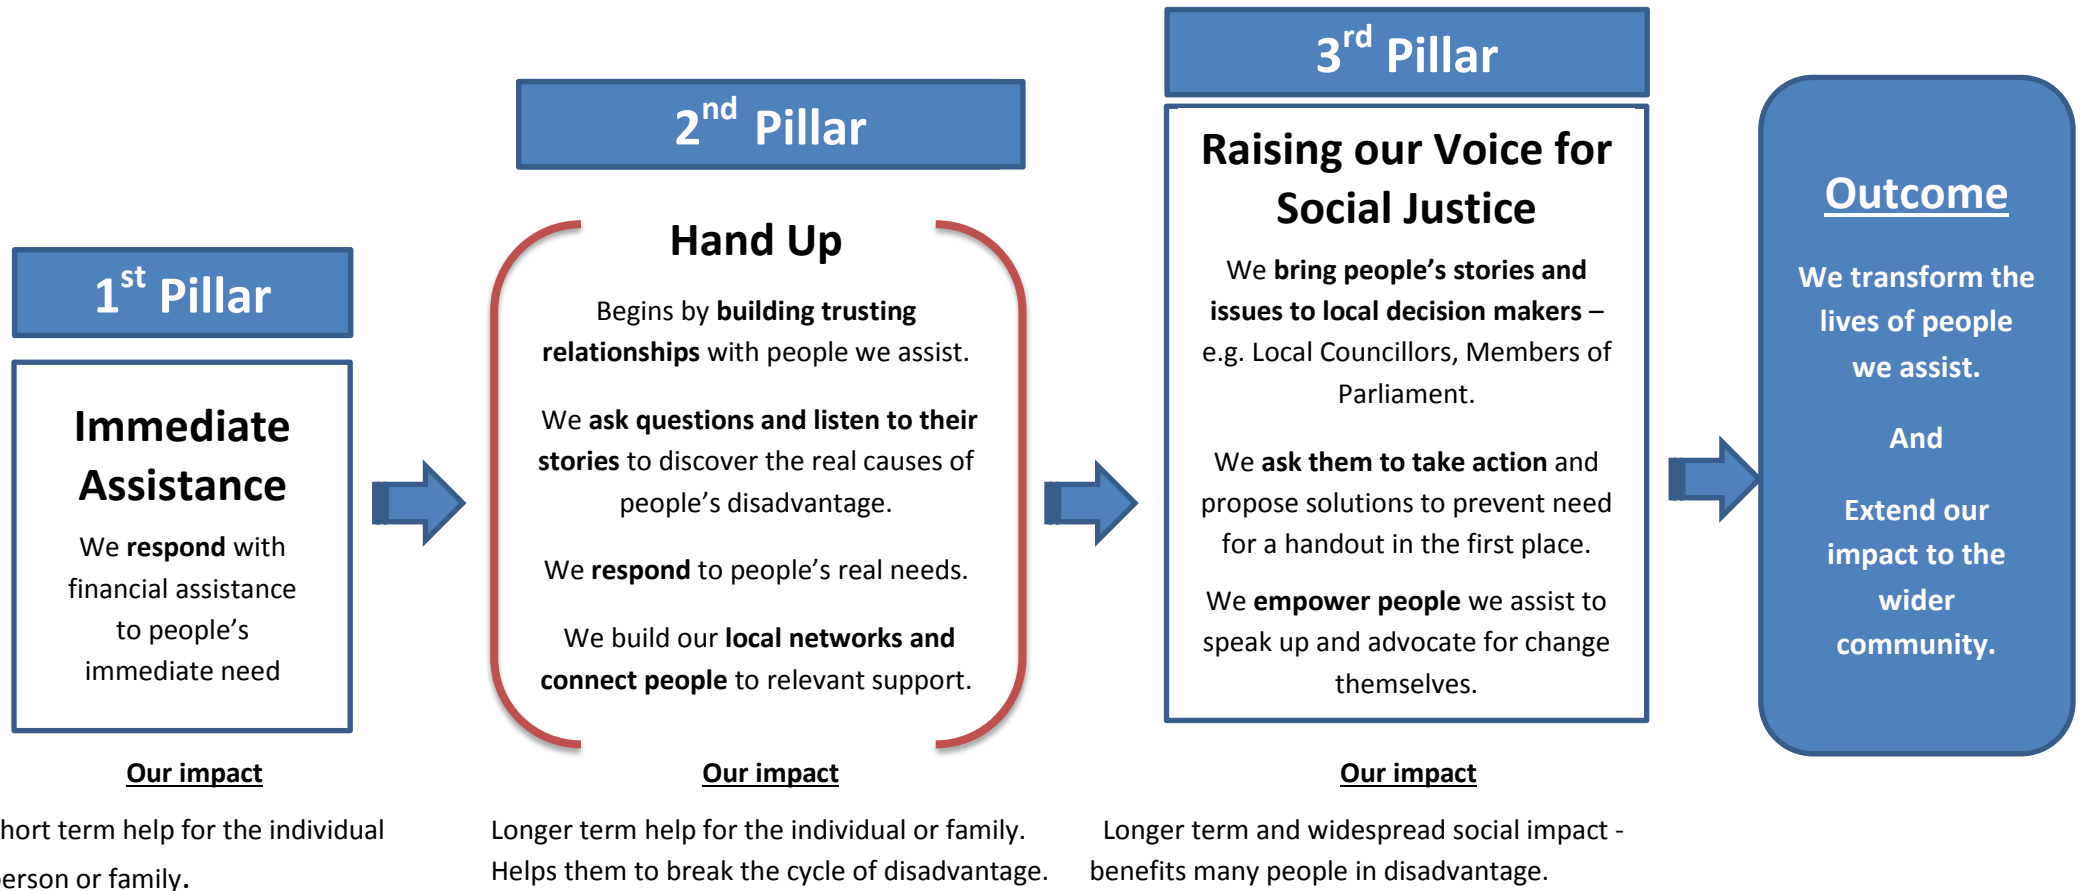 1st Pillar
Immediate
Assistance
We respond with
financial assistance
to people’s
immediate need
Our impact
hort term help for the individual
erson or family.
2nd Pillar
Hand Up
Begins by building trusting
relationships with people we assist.
We ask questions and listen to their
stories to discover the real causes of
people’s disadvantage.
We respond to people’s real needs.
We build our local networks and
connect people to relevant support.
Our impact
Longer term help for the individual or family.
Helps them to break the cycle of disadvantage.
3rd Pillar
Raising our Voice for
Social Justice
We bring people’s stories and
issues to local decision makers –
e.g. Local Councillors, Members of
Parliament.
We ask them to take action and
propose solutions to prevent need
for a handout in the first place.
We empower people we assist to
speak up and advocate for change
themselves.
Our impact
Longer term and widespread social impact -
benefits many people in disadvantage.
Outcome
We transform the
lives of people
we assist.
And
Extend our
impact to the
wider
community.